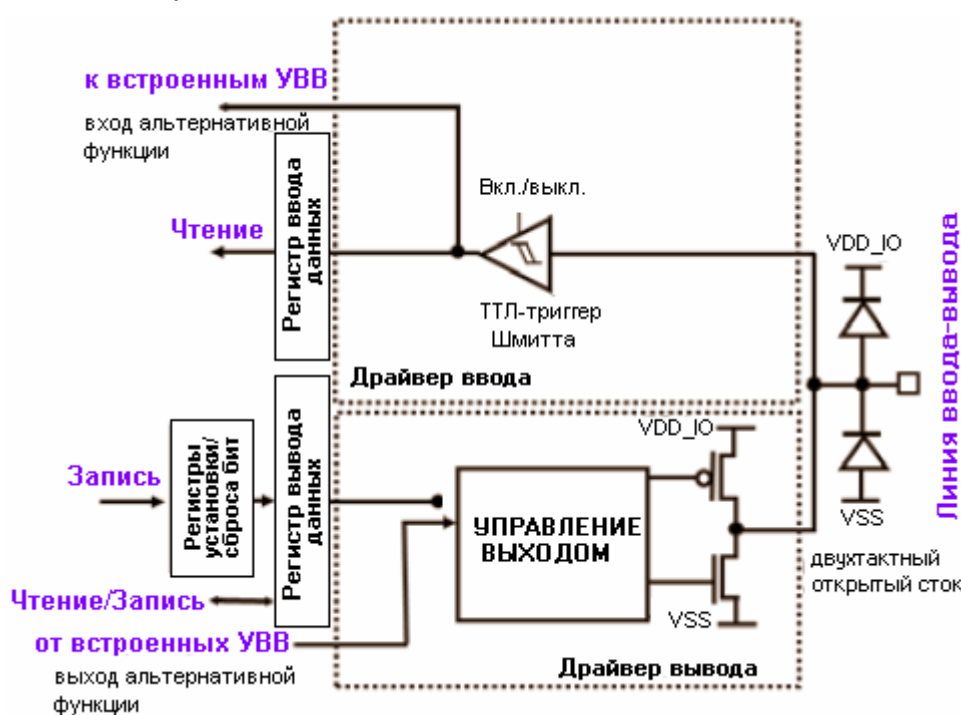 к встроенным УВВ
вход альтернативной
функции
Регистр ввода
данных
Чтение
Вкл./выкл.
ТТЛ-триггер
Шмитта
Драйвер ввода
VDD_IO
VSS
Линия ввода-вывода
двухтактный
открытый сток
Запись
Регистры
установки/
сброса бит
Регистр вывода
данных
Чтение/Запись
от встроенных УВВ
выход альтернативной
функции
УПРАВЛЕНИЕ
ВЫХОДОМ
VDD_IO
VSS
Драйвер вывода